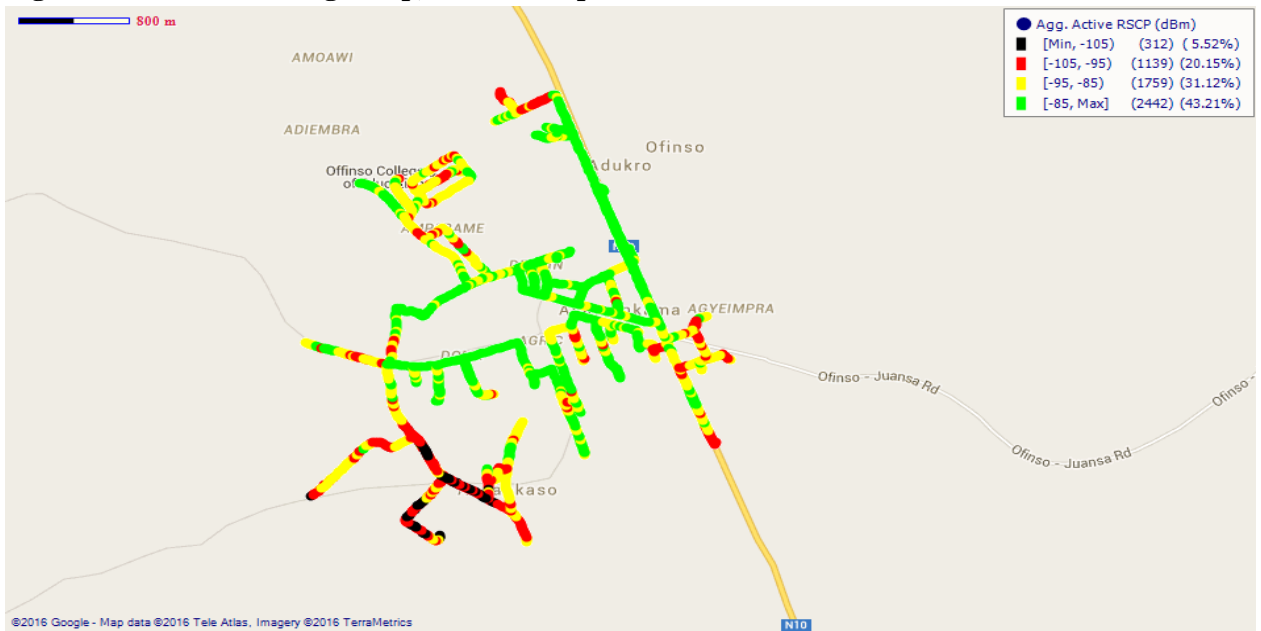 800 m
Agg. Active RSCP (dBm)
[Min, -105) (312) ( 5.52%)
[-105, -95) (1139) (20.15%)
[-95, -85) (1759) (31.12%)
[-85, Max] (2442) (43.21%)
AMOAWI
ADIEMBRA
Ofinso
Adukro
Offinso College
AGYEIMPRA
Ofinso - Juansa Rd
Ofinso -
Ofinso - Juansa Rd
©2016 Google - Map data ©2016 Tele Atlas, Imagery ©2016 TerraMetrics
N10